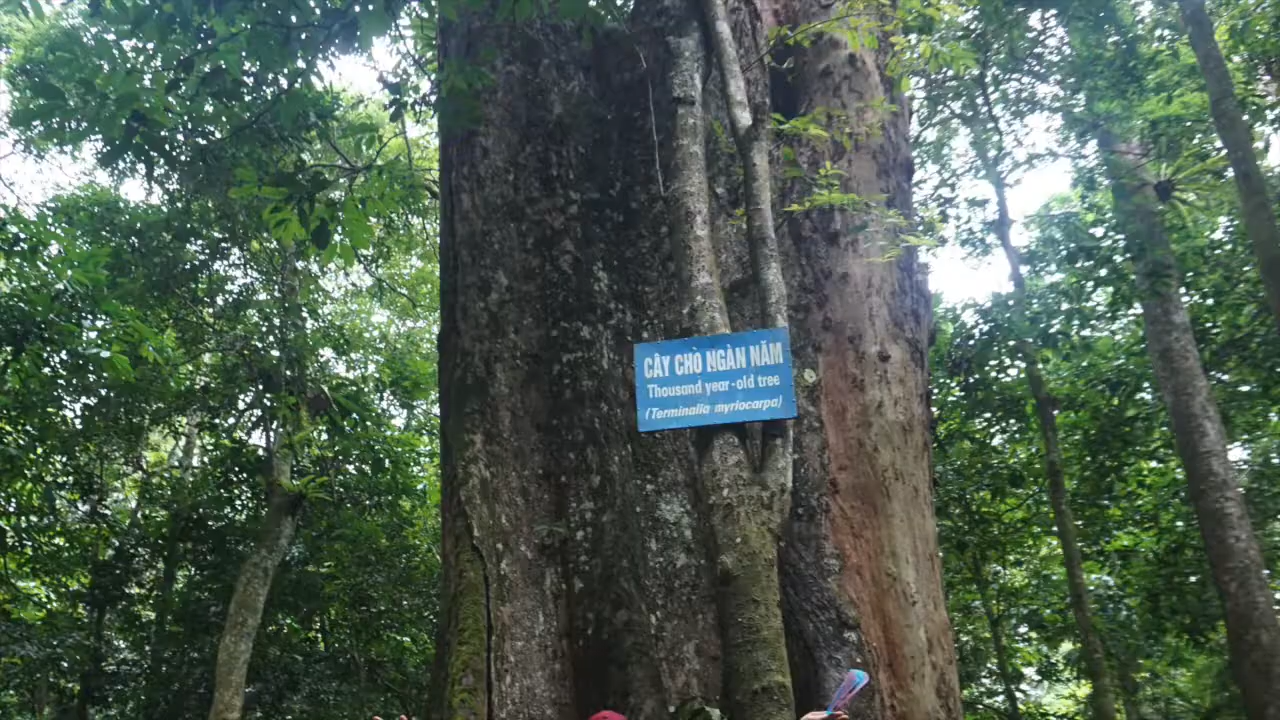 CÂY CHÒ NGÀN NĂM
Thousand year-old tree
(Terminalia myriocarpa)